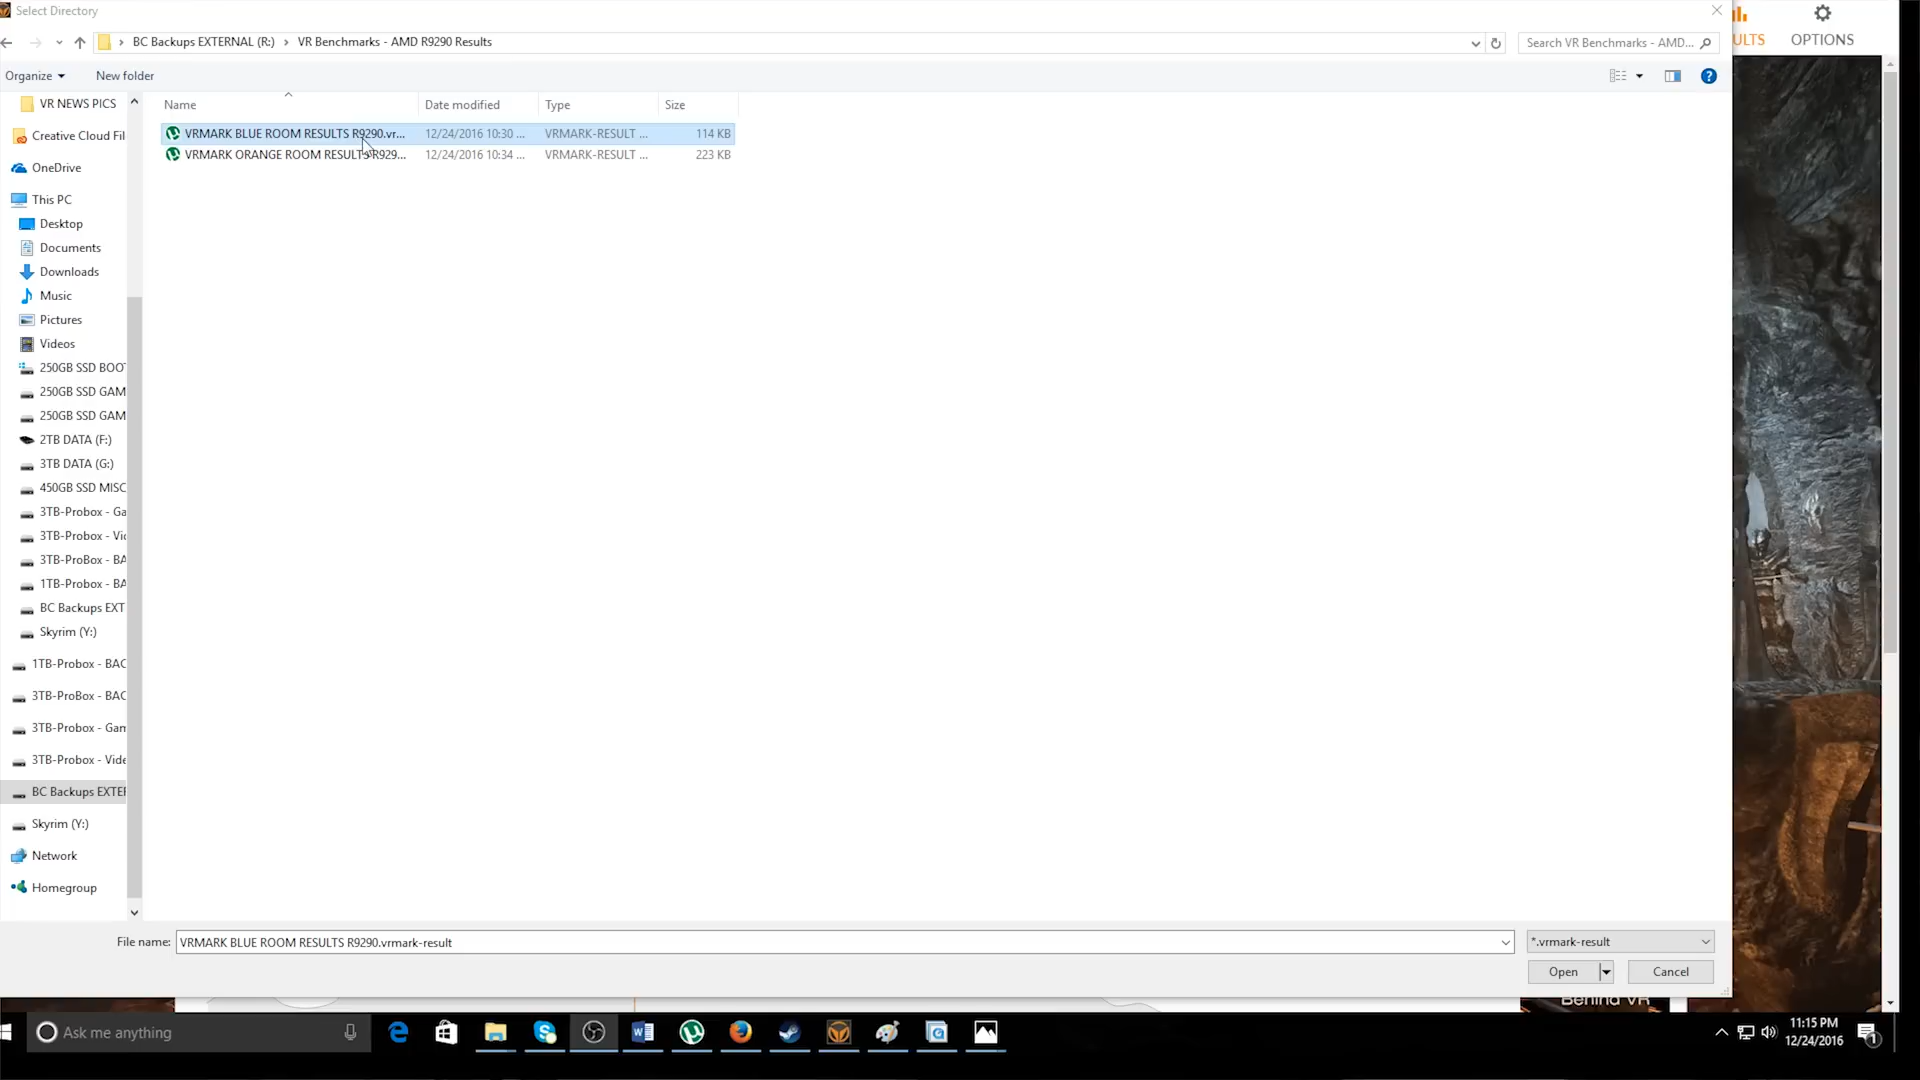 Select Directory
BC Backups EXTERNAL (R:) › VR Benchmarks - AMD R9290 Results
Search VR Benchmarks - AMD...
ULTS
OPTIONS
Organize
New folder
Name
Date modified
Type
Size
VRMARK BLUE ROOM RESULTS R9290.vr...
12/24/2016 10:30 ...
VRMARK-RESULT ...
114 KB
VRMARK ORANGE ROOM RESULTS R929...
12/24/2016 10:34 ...
VRMARK-RESULT ...
223 KB
VR NEWS PICS
Creative Cloud Fil
OneDrive
This PC
Desktop
Documents
Downloads
Music
Pictures
Videos
250GB SSD BOO
250GB SSD GAM
250GB SSD GAM
2TB DATA (F:)
3TB DATA (G:)
450GB SSD MISC
3TB-Probox - Ga
3TB-Probox - Vic
3TB-ProBox - BA
1TB-Probox - BA
BC Backups EXT
Skyrim (Y:)
1TB-Probox - BAC
3TB-ProBox - BAC
3TB-Probox - Gam
3TB-Probox - Vide
BC Backups EXTER
Skyrim (Y:)
Network
Homegroup
File name:
VRMARK BLUE ROOM RESULTS R9290.vrmark-result
*.vrmark-result
Open
Cancel
Behind VR
Ask me anything
11:15 PM
12/24/2016
1